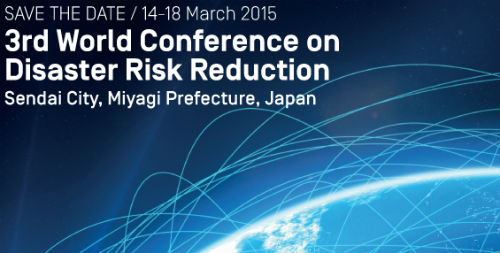 SAVE THE DATE / 14-18 March 2015
3rd World Conference on
Disaster Risk Reduction
Sendai City, Miyagi Prefecture, Japan